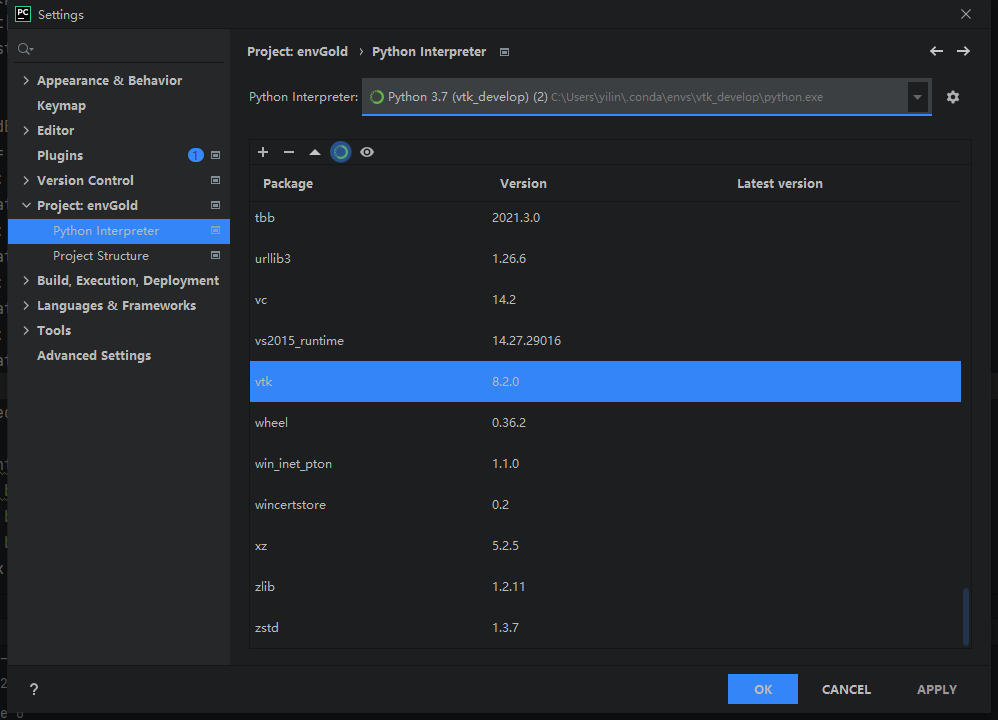 PC Settings
Project: envGold › Python Interpreter
Python Interpreter: Python 3.7 (vtk_develop) (2) C:\Users\yilin\.conda\envs\vtk_develop\python.exe
Appearance & Behavior
Keymap
Editor
Plugins 1
Version Control
Project: envGold
Python Interpreter
Project Structure
Build, Execution, Deployment
Languages & Frameworks
Tools
Advanced Settings
Package Version Latest version
tbb 2021.3.0
urllib3 1.26.6
vc 14.2
vs2015_runtime 14.27.29016
vtk 8.2.0
wheel 0.36.2
win_inet_pton 1.1.0
wincertstore 0.2
xz 5.2.5
zlib 1.2.11
zstd 1.3.7
? OK CANCEL APPLY